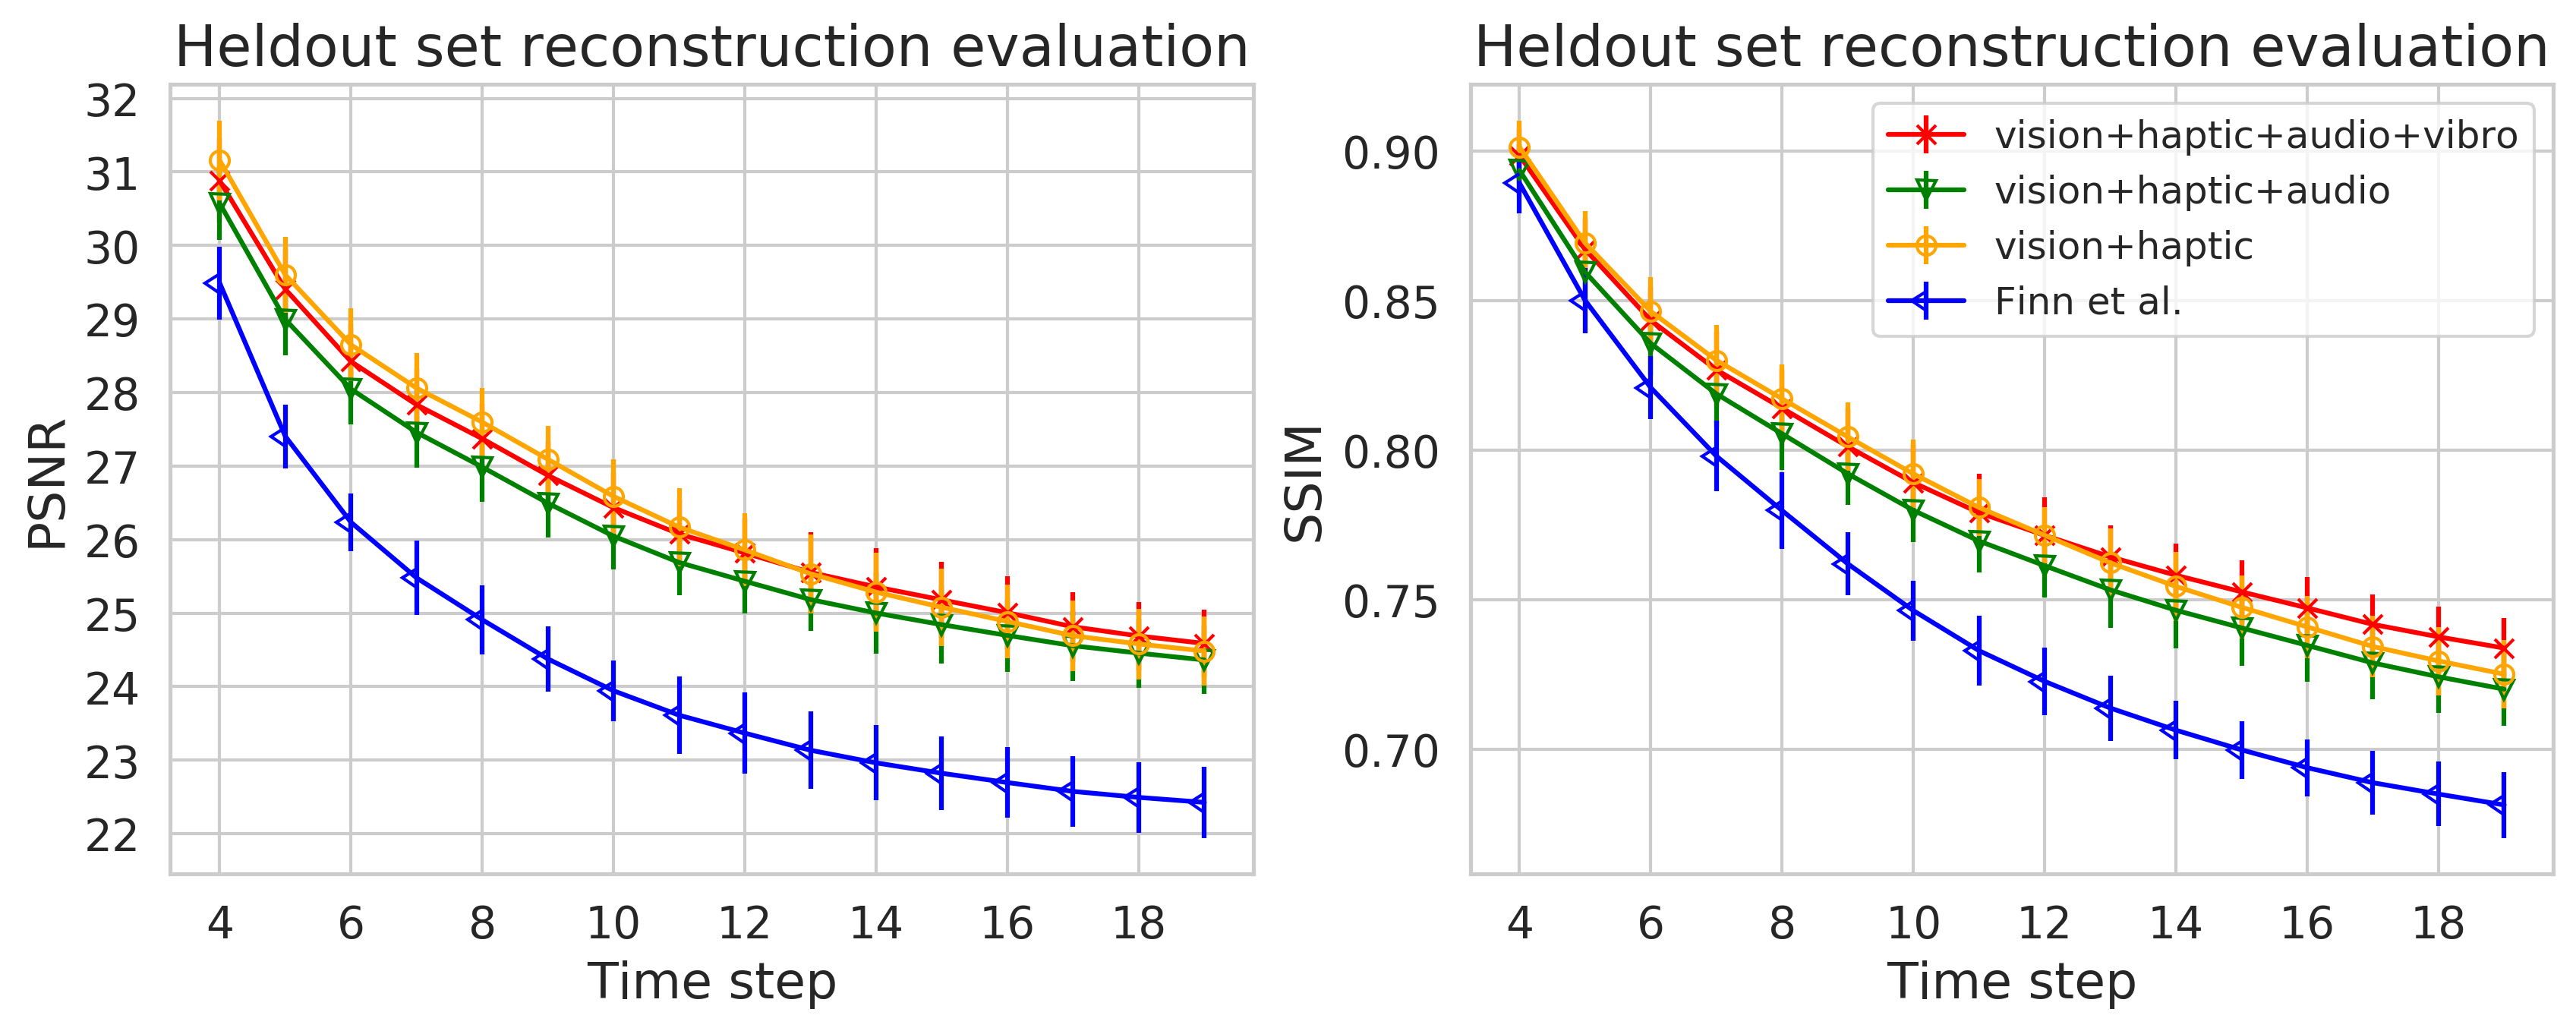 Heldout set reconstruction evaluation
PSNR
32
31
30
29
28
27
26
25
24
23
22
4 6 8 10 12 14 16 18
Time step
Heldout set reconstruction evaluation
SSIM
0.90
0.85
0.80
0.75
0.70
vision+haptic+audio+vibro
vision+haptic+audio
vision+haptic
Finn et al.
4 6 8 10 12 14 16 18
Time step